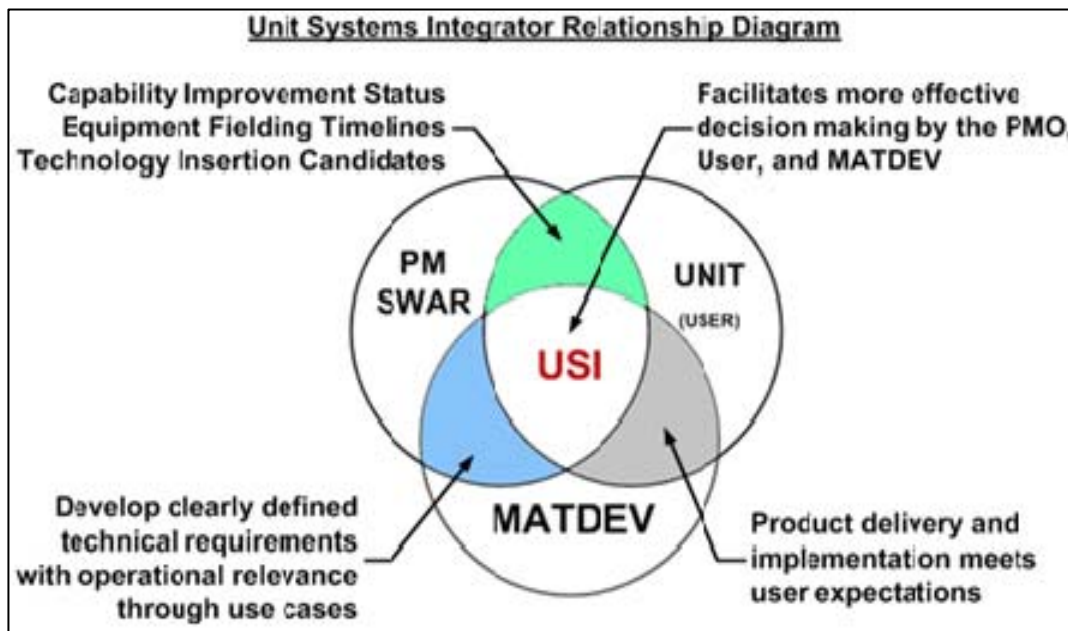 Unit Systems Integrator Relationship Diagram
Capability Improvement Status
Equipment Fielding Timelines
Technology Insertion Candidates
Facilitates more effective
decision making by the PMO,
User, and MATDEV
PM
SWAR
UNIT
(USER)
USI
MATDEV
Develop clearly defined
technical requirements
with operational relevance
through use cases
Product delivery and
implementation meets
user expectations